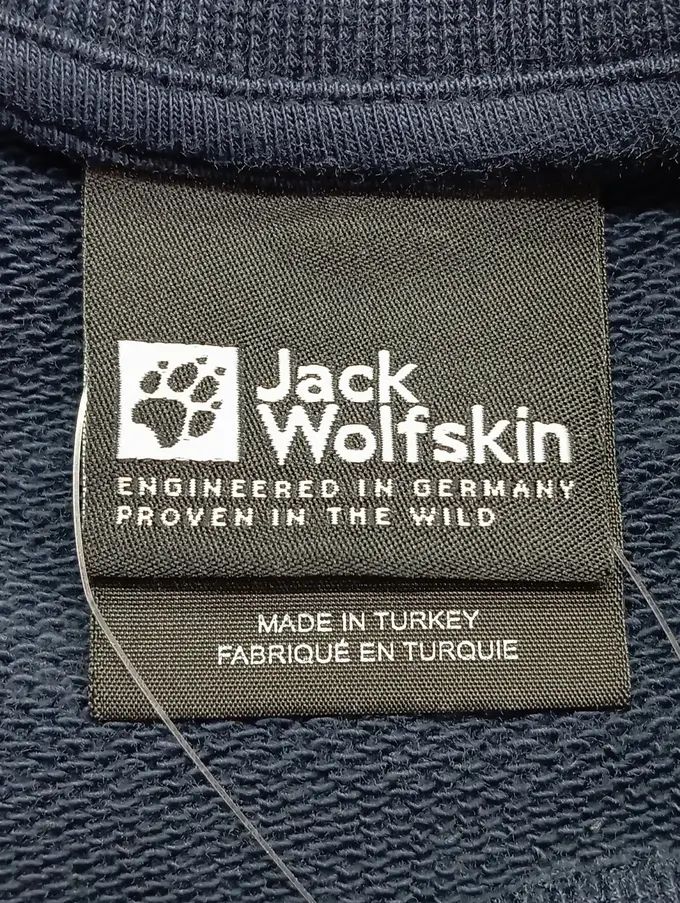 Jack
Wolfskin
ENGINEERED IN GERMANY
PROVEN IN THE WILD
MADE IN TURKEY
FABRIQUÉ EN TURQUIE